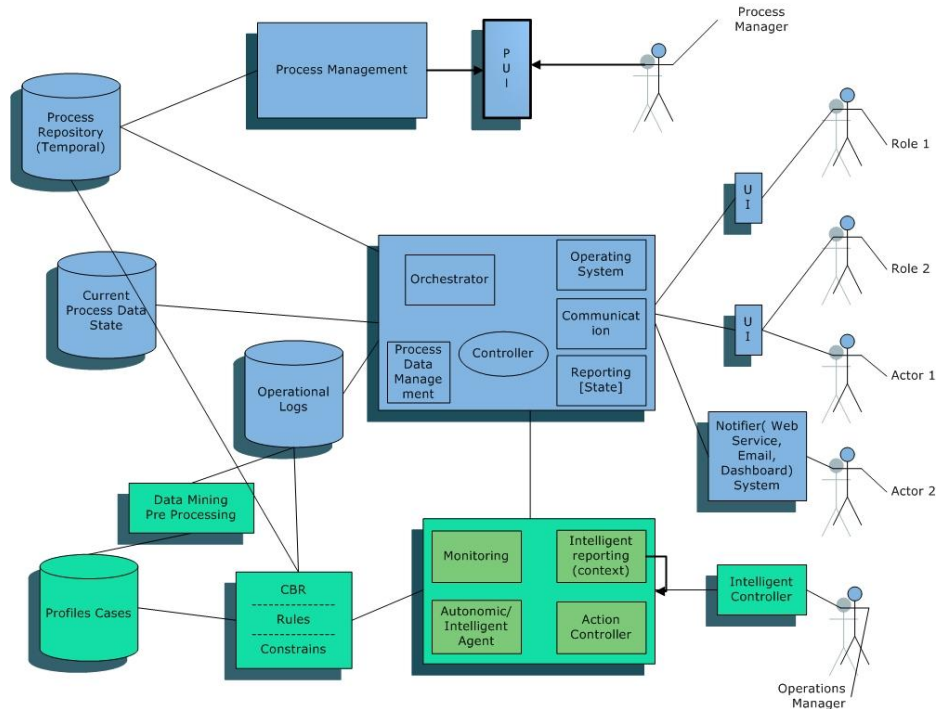 Process
Manager
Process Management
P
U
I
Process
Repository
(Temporal)
Role 1
U
I
Role 2
Current
Process Data
State
Orchestrator
Operating
System
Communicat
ion
Controller
Process
Data
Manage
ment
Reporting
[State]
U
I
Actor 1
Operational
Logs
Notifier( Web
Service,
Email,
Dashboard)
System
Actor 2
Data Mining
Pre Processing
Monitoring
Intelligent
reporting
(context)
Intelligent
Controller
Profiles Cases
CBR
Rules
Constrains
Autonomic/
Intelligent
Agent
Action
Controller
Operations
Manager